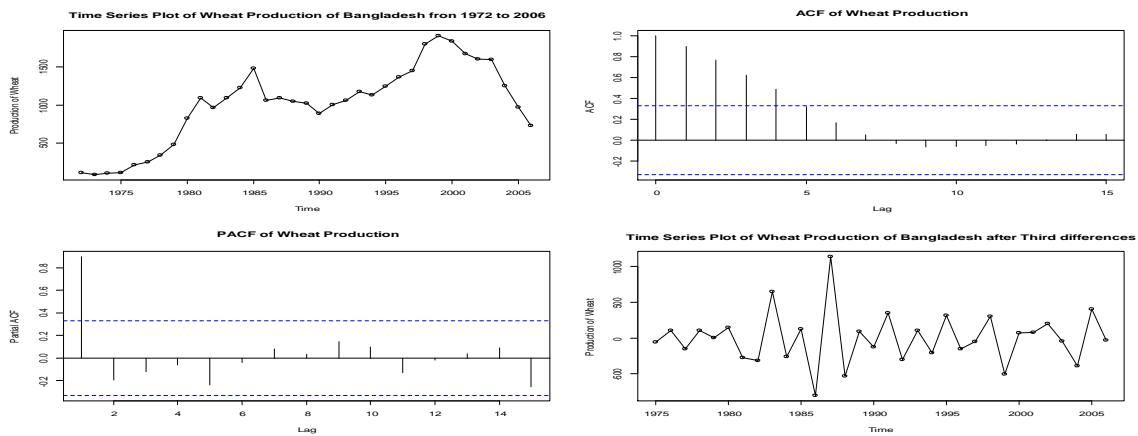 Time Series Plot of Wheat Production of Bangladesh fron 1972 to 2006
Production of Wheat
500
1000
1500
1975 1980 1985 1990 1995 2000 2005
Time
ACF of Wheat Production
ACF
-0.2 0.0 0.2 0.4 0.6 0.8 1.0
0 5 10 15
Lag
PACF of Wheat Production
Partial ACF
-0.2 0.0 0.2 0.4 0.6 0.8
2 4 6 8 10 12 14
Lag
Time Series Plot of Wheat Production of Bangladesh after Third differences
Production of Wheat
-500 0 500 1000
1975 1980 1985 1990 1995 2000 2005
Time